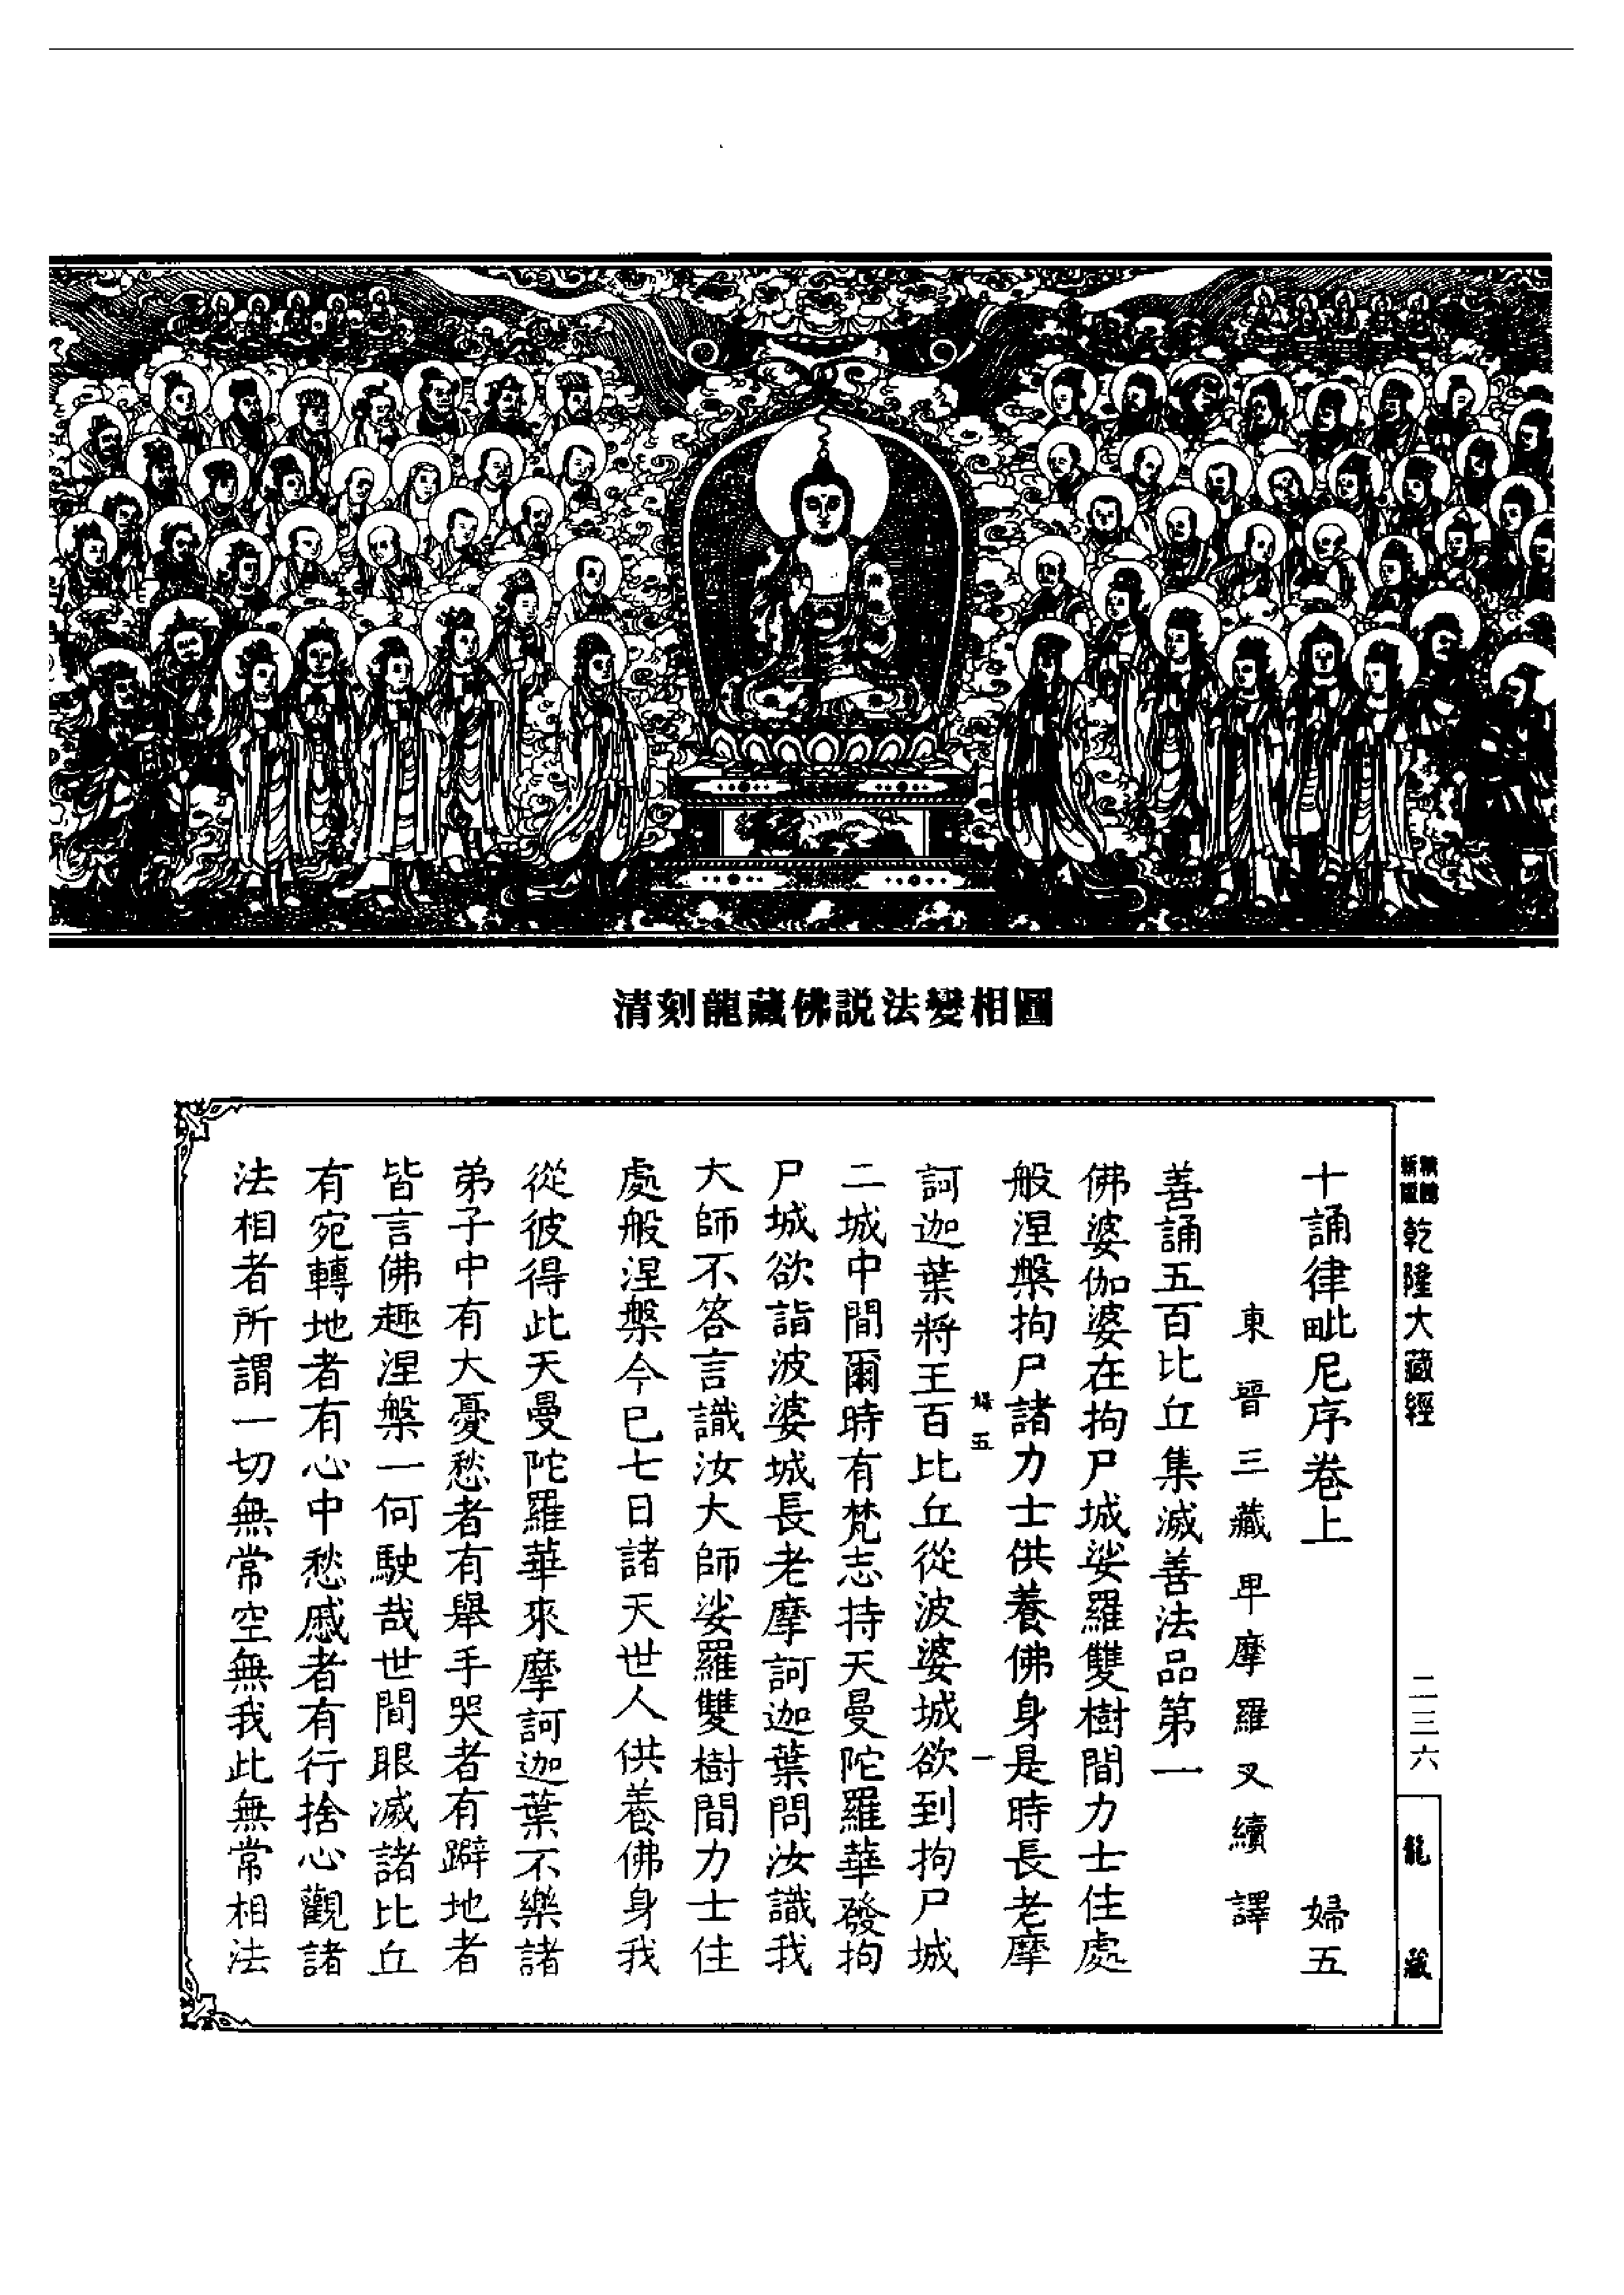 清刻龍藏佛説法變相圖
乾隆大藏經
二三六
龍藏
十誦律毗尼序卷上 婦五
東晉三藏卑摩羅叉續譯
善誦五百比丘集滅善法品第一
佛婆伽婆在拘尸城娑羅雙樹間力士住處
般涅槃拘尸諸力士供養佛身是時長老摩
婦五 一
訶迦葉將五百比丘從波婆城欲到拘尸城
二城中間爾時有梵志持天曼陀羅華發拘
尸城欲詣波婆城長老摩訶迦葉問汝識我
大師不答言識汝大師娑羅雙樹間力士住
處般涅槃今已七日諸天世人供養佛身我
從彼得此天曼陀羅華來摩訶迦葉不樂諸
弟子中有大憂愁者有舉手哭者有躃地者
皆言佛趣涅槃一何駛哉世間眼滅諸比丘
有宛轉地者有心中愁慼者有行捨心觀諸
法相者所謂一切無常空無我此無常相法